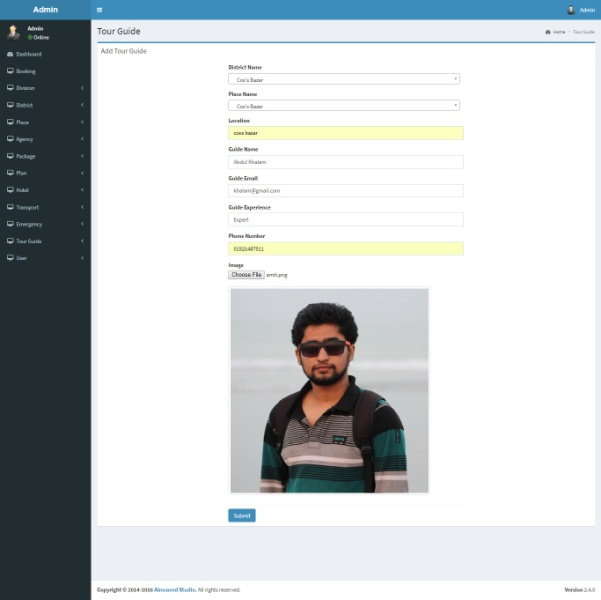 Admin
Admin
Admin
Online
Tour Guide
Home > Tour Guide
Dashboard
Booking
Division
District
Place
Agency
Package
Plan
Hotel
Transport
Emergency
Tour Guide
User
Add Tour Guide
District Name
Cox's Bazar
Place Name
Cox's Bazar
Location
coxs bazar
Guide Name
Abdul Khalam
Guide Email
khalam@gmail.com
Guide Experience
Expert
Phone Number
Image
Choose File amit.png
Submit
Copyright © 2014-2016 Almsaeed Studio. All rights reserved.
Version 2.4.0